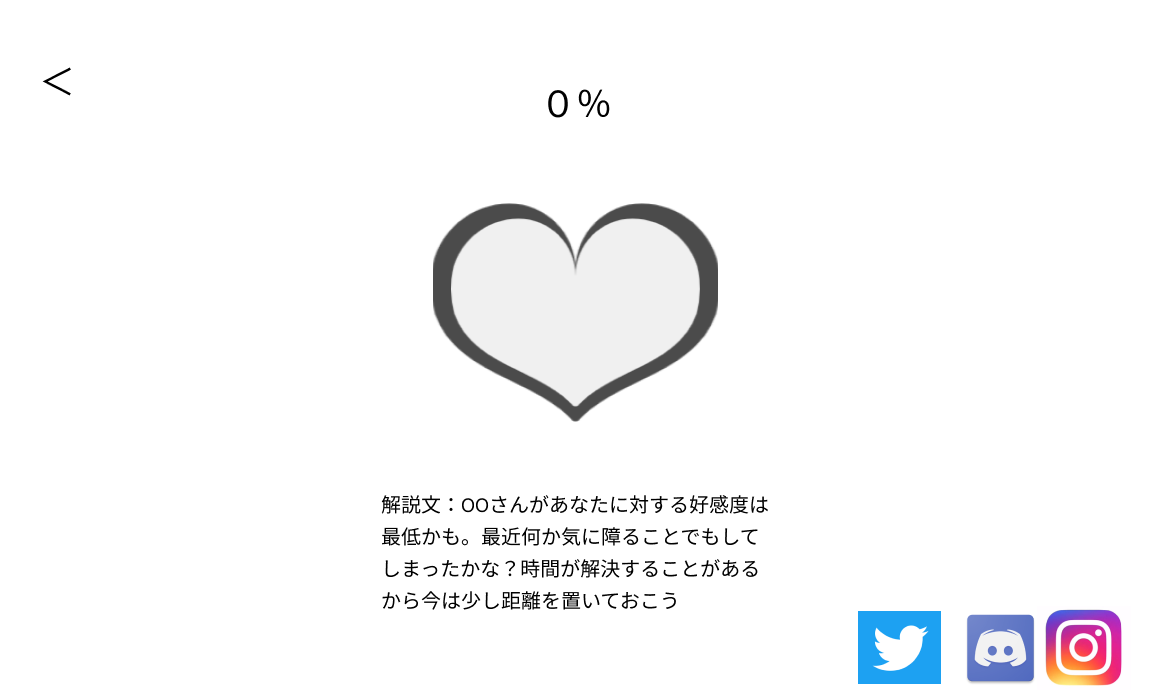 0％
解説文：OOさんがあなたに対する好感度は
最低かも。最近何か気に障ることでもして
しまったかな？時間が解決することがある
から今は少し距離を置いておこう